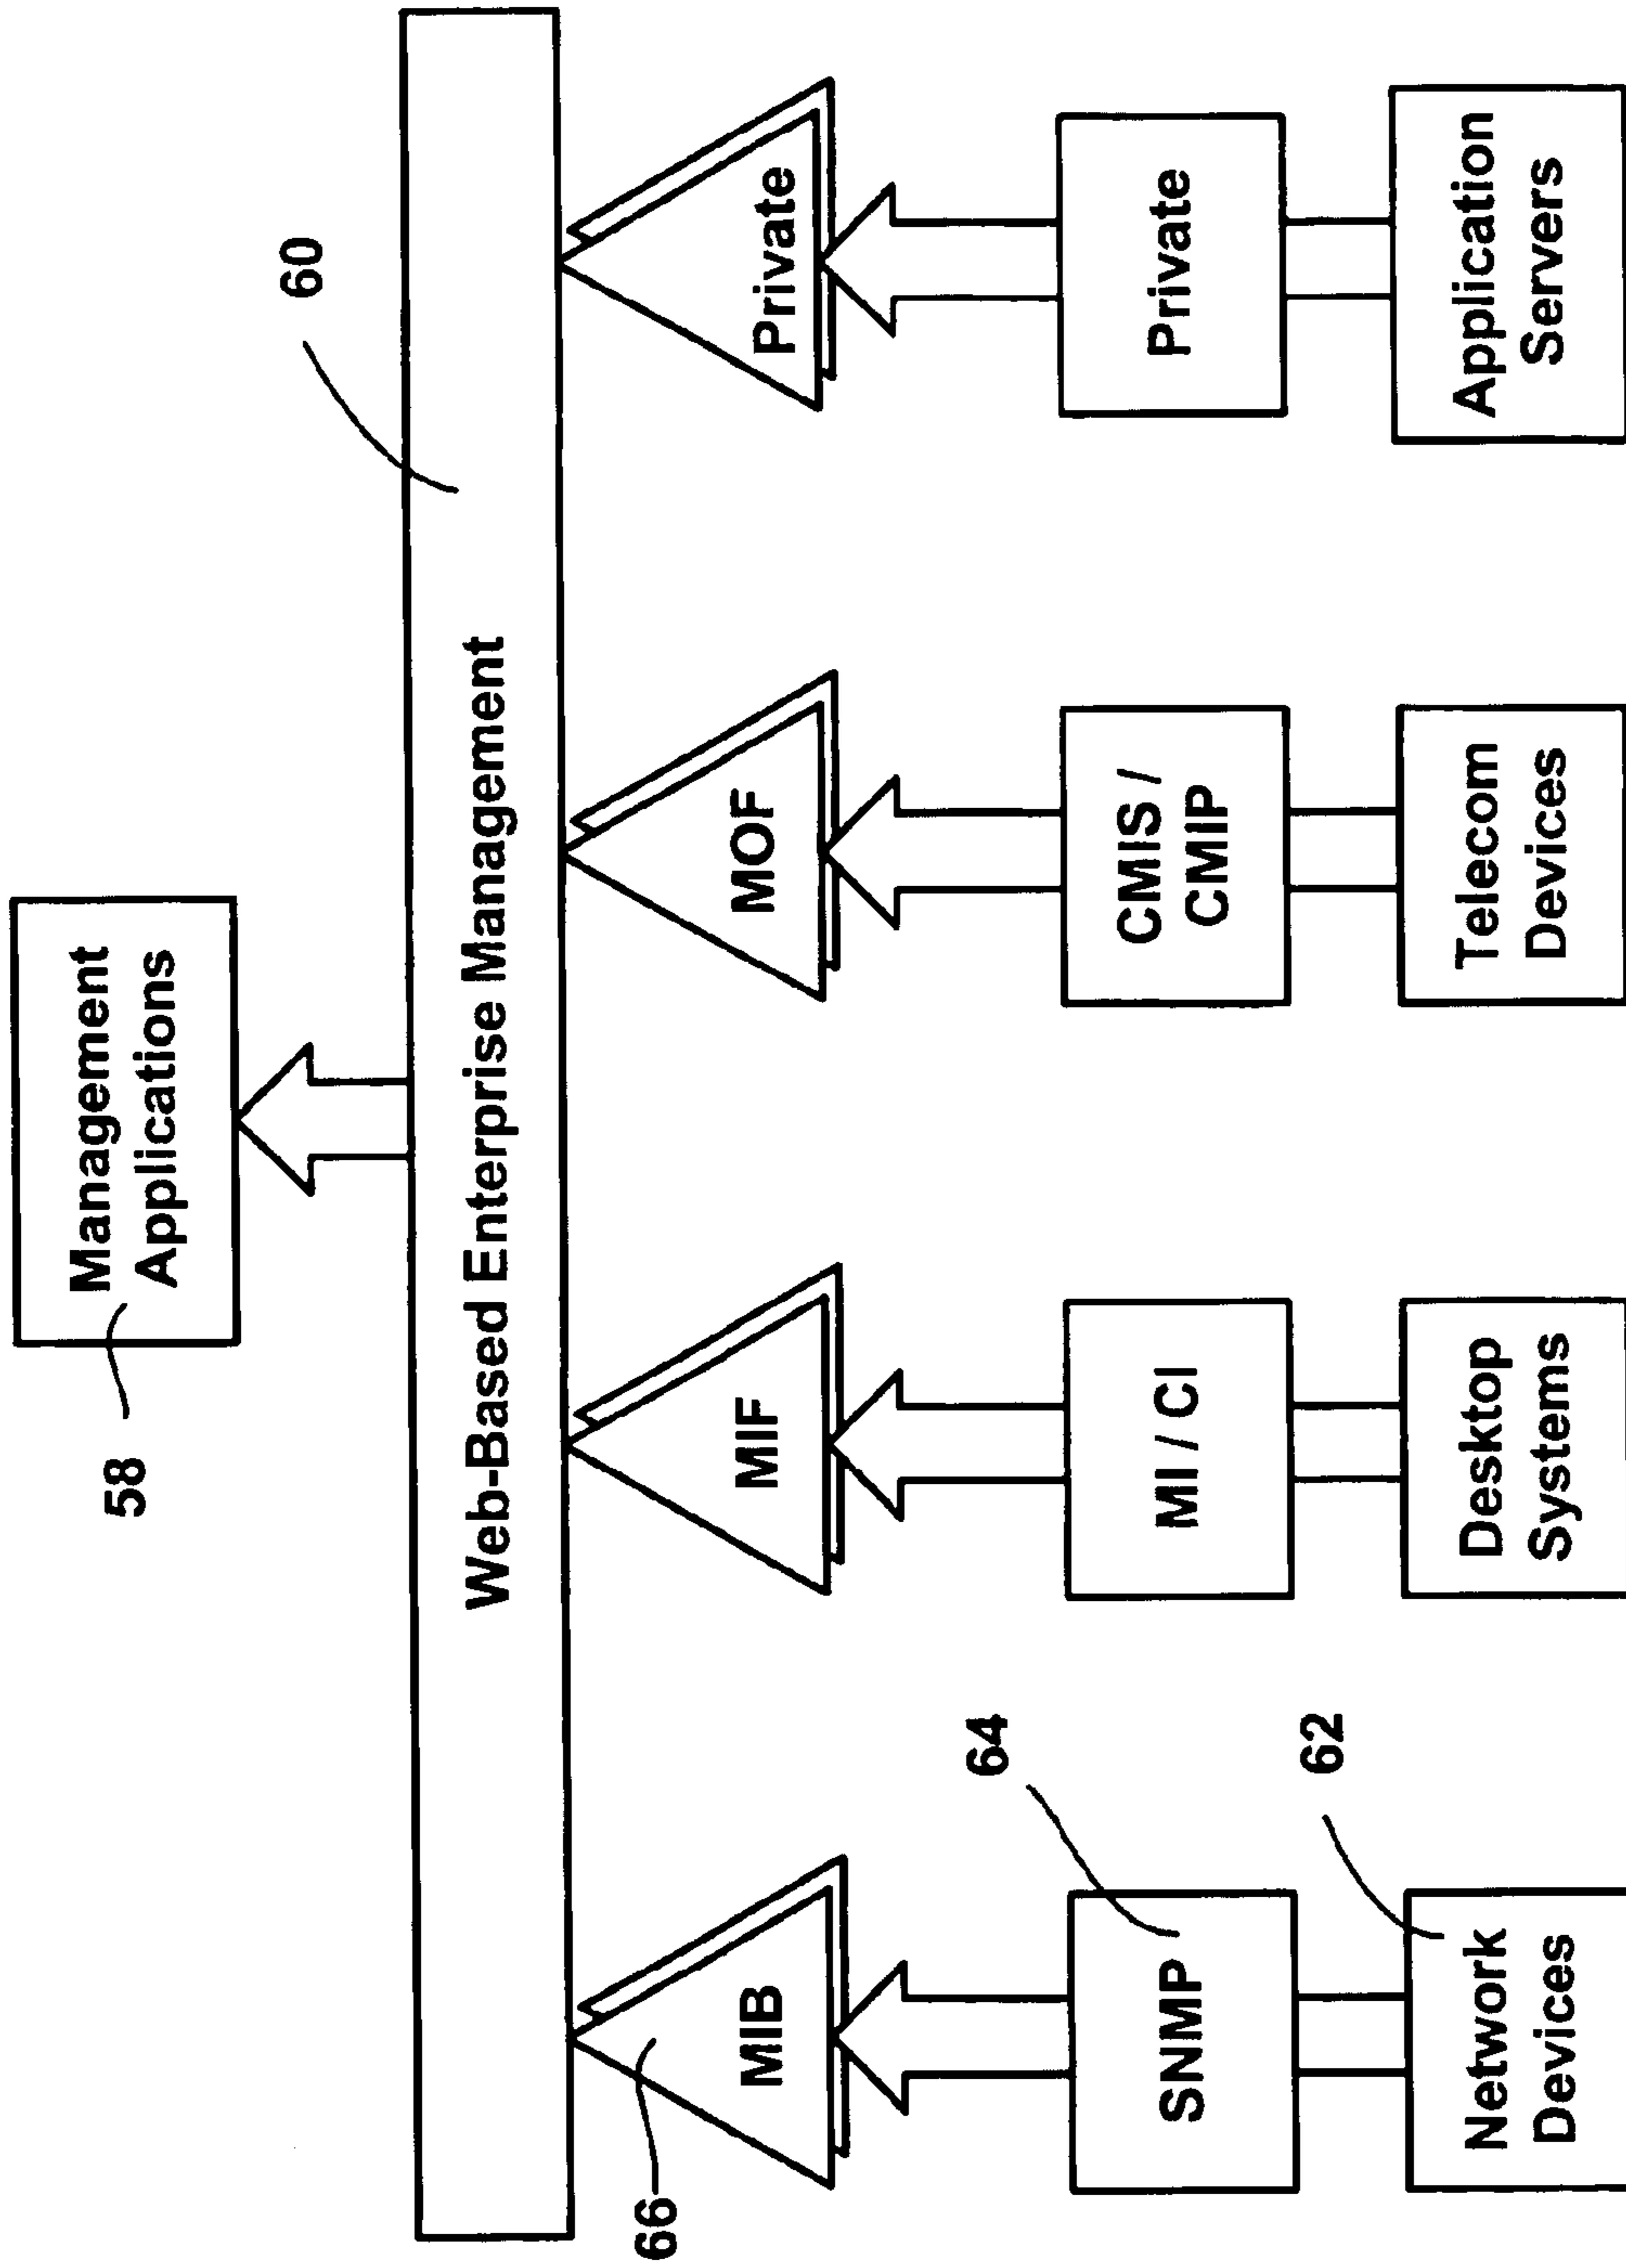 Management
Applications
58
60
Web-Based Enterprise Management
66
MIB
MIF
MOF
Private
64
SNMP
MI / CI
CMIS /
CMIP
Private
62
Network
Devices
Desktop
Systems
Telecom
Devices
Application
Servers